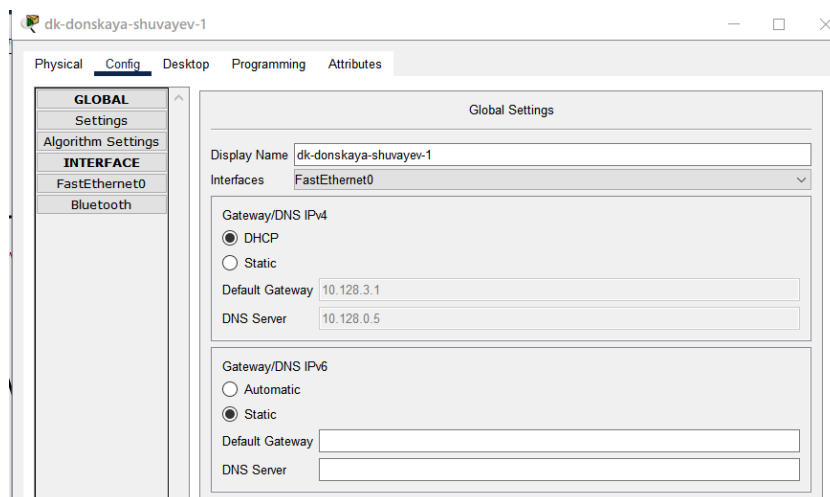 dk-donskaya-shuvayev-1
Physical Config Desktop Programming Attributes
GLOBAL
Settings
Algorithm Settings
INTERFACE
FastEthernet0
Bluetooth
Global Settings
Display Name dk-donskaya-shuvayev-1
Interfaces FastEthernet0
Gateway/DNS IPv4
DHCP
Static
Default Gateway 10.128.3.1
DNS Server 10.128.0.5
Gateway/DNS IPv6
Automatic
Static
Default Gateway
DNS Server